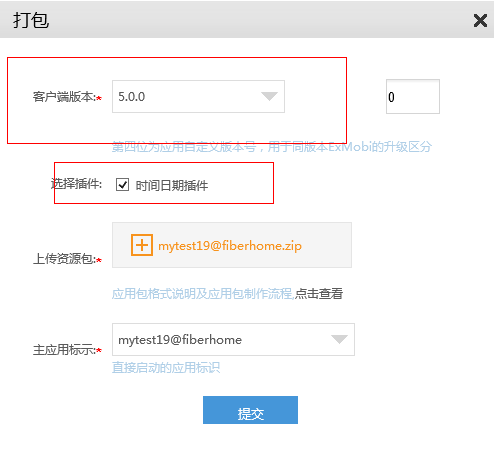 打包
客户端版本:* 5.0.0 0
第四位为应用自定义版本号，用于同版本ExMobi的升级区分
选择插件: 时间日期插件
上传资源包:* mytest19@fiberhome.zip
应用包格式说明及应用包制作流程,点击查看
主应用标示:* mytest19@fiberhome
直接启动的应用标识
提交